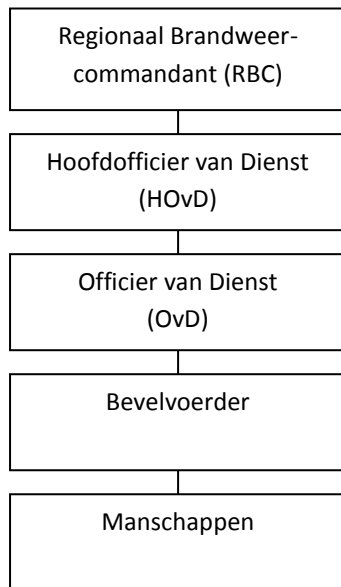 Regionaal Brandweer-
commandant (RBC)
Hoofdofficier van Dienst
(HOvD)
Officier van Dienst
(OvD)
Bevelvoerder
Manschappen